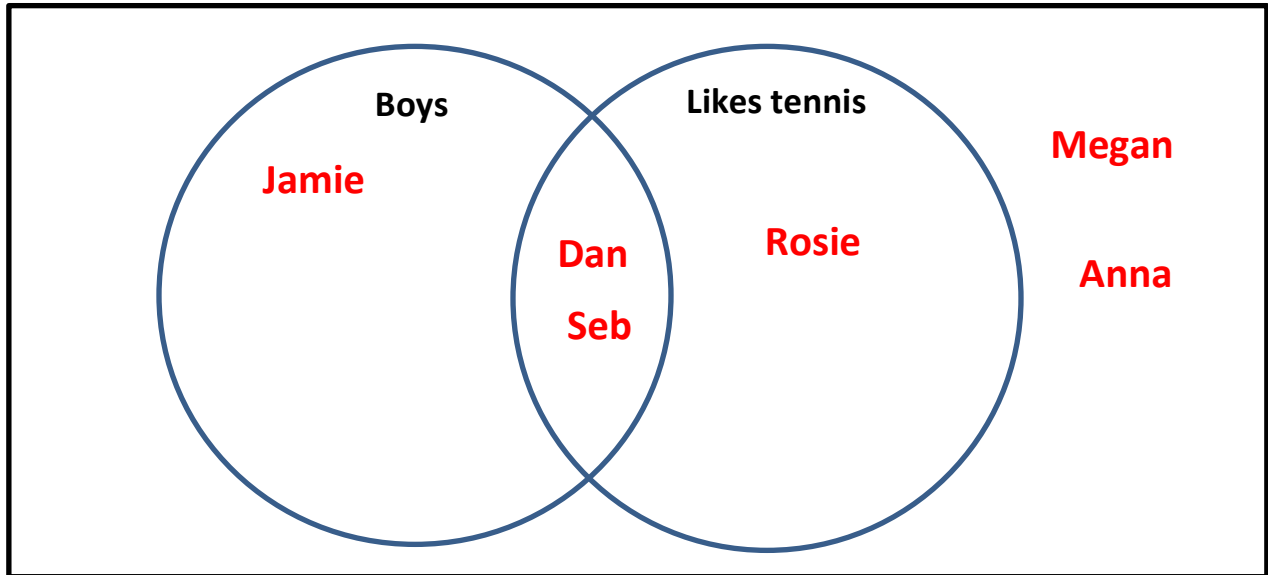 Boys
Likes tennis
Jamie
Dan
Seb
Rosie
Megan
Anna